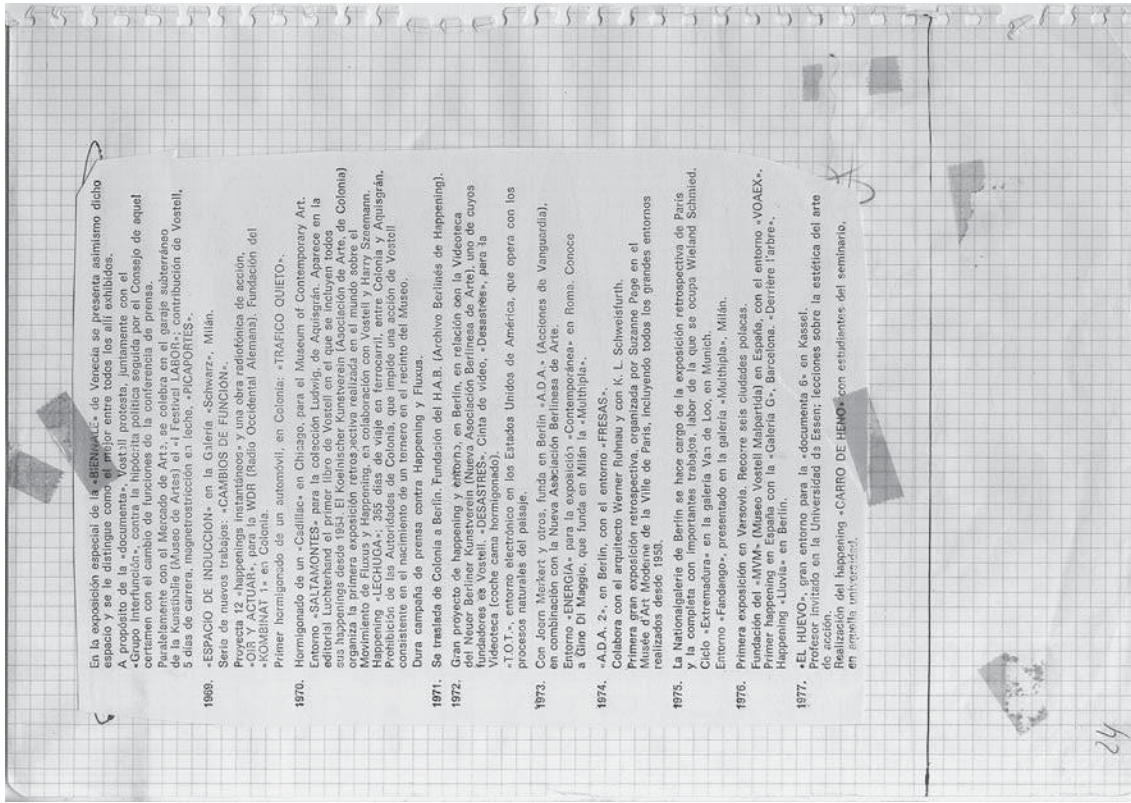 En la exposición especial de la «BIENNALE» de Venecia se presenta asimismo dicho
espacio y se le distingue como el mejor entre todos los allí exhibidos.
A propósito de la «documenta», Vostell protesta, juntamente con el
«Grupo Interfunción», contra la hipócrita política seguida por el Consejo de aquel
certamen con el cambio de funciones de la conferencia de prensa.
Paralelamente con el Mercado de Arte, se celebra en el garaje subterráneo
de la Kunsthalle (Museo de Artes) el «I Festival LABOR»; contribución de Vostell,
5 días de carrera, magnetrostricción en lecho, «PICAPORTES».
1969. «ESPACIO DE INDUCCION» en la Galería «Schwarz», Milán.
Serie de nuevos trabajos: «CAMBIOS DE FUNCION».
Proyecta 12 «happenings instantáneos» y una obra radiofónica de acción,
«OIR Y ACTUAR», para la WDR (Radio Occidental Alemana). Fundación del
«KOMBINAT 1» en Colonia.
Primer hormigonado de un automóvil, en Colonia: «TRAFICO QUIETO».
1970. Hormigonado de un «Cadillac» en Chicago, para el Museum of Contemporary Art.
Entorno «SALTAMONTES» para la colección Ludwig, de Aquisgrán. Aparece en la
editorial Luchterhand el primer libro de Vostell en el que se incluyen todos
sus happenings desde 1954. El Koelnischer Kunstverein (Asociación de Arte, de Colonia)
organiza la primera exposición retrospectiva realizada en el mundo sobre el
Movimiento de Fluxus y Happening, en colaboración con Vostell y Harry Szeemann.
Happening «LECHUGA»; 365 días de viaje en ferrocarril, entre Colonia y Aquisgrán.
Prohibición de las Autoridades de Colonia, que impide una acción de Vostell
consistente en el nacimiento de un ternero en el recinto del Museo.
Dura campaña de prensa contra Happening y Fluxus.
1971. Se traslada de Colonia a Berlín. Fundación del H.A.B. (Archivo Berlinés de Happening).
1972. Gran proyecto de happening y entorno en Berlín, en relación con la Videoteca
del Neuer Berliner Kunstverein (Nueva Asociación Berlinesa de Arte), uno de cuyos
fundadores es Vostell. «DESASTRES», Cinta de vídeo, «Desastres», para la
Videoteca (coche cama hormigonado).
«T.O.T.», entorno electrónico en los Estados Unidos de América, que opera con los
procesos naturales del paisaje.
1973. Con Joern Merkert y otros, funda en Berlín «A.D.A.» (Acciones de Vanguardia),
en combinación con la Nueva Asociación Berlinesa de Arte.
Entorno «ENERGIA» para la exposición «Contemporánea» en Roma. Conoce
a Gino Di Maggio, que funda en Milán la «Multhipla».
1974. «A.D.A. 2», en Berlín, con el entorno «FRESAS».
Colabora con el arquitecto Werner Ruhnau y con K. L. Schweisfurth.
Primera gran exposición retrospectiva, organizada por Suzanne Page en el
Musée d'Art Moderne de la Ville de Paris, incluyendo todos los grandes entornos
realizados desde 1958.
1975. La Nationalgalerie de Berlín se hace cargo de la exposición retrospectiva de París
y la completa con importantes trabajos, labor de la que se ocupa Wieland Schmied.
Ciclo «Extremadura» en la galería Van de Loo, en Munich.
Entorno «Fandango», presentado en la galería «Multhipla», Milán.
1976. Primera exposición en Varsovia. Recorre seis ciudades polacas.
Fundación del «MVM» (Museo Vostell Malpartida) en España, con el entorno «VOAEX».
Primer happening en España con la «Galería G», Barcelona. «Derrière l'arbre».
Happening «Lluvia» en Berlín.
1977. «EL HUEVO», gran entorno para la «documenta 6» en Kassel.
Profesor invitado en la Universidad de Essen; lecciones sobre la estética del arte
de acción.
Realización del happening «CARRO DE HENO» con estudiantes del seminario,
en aquella universidad.
24